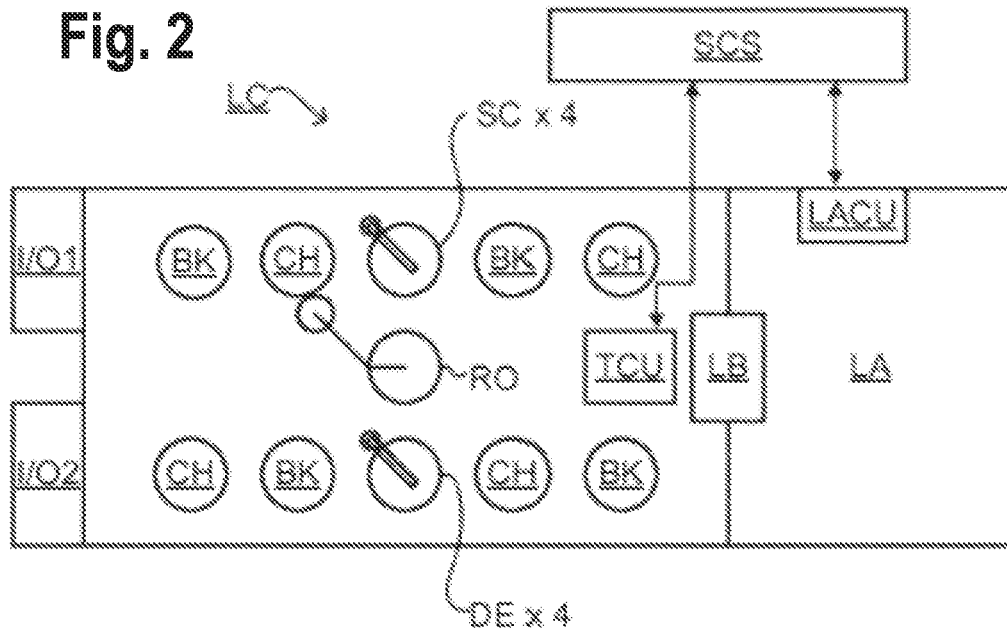 Fig. 2
SCS
LC
SC x 4
I/O1
BK
CH
BK
CH
LACU
RO
TCU
LB
LA
I/O2
CH
BK
CH
BK
DE x 4